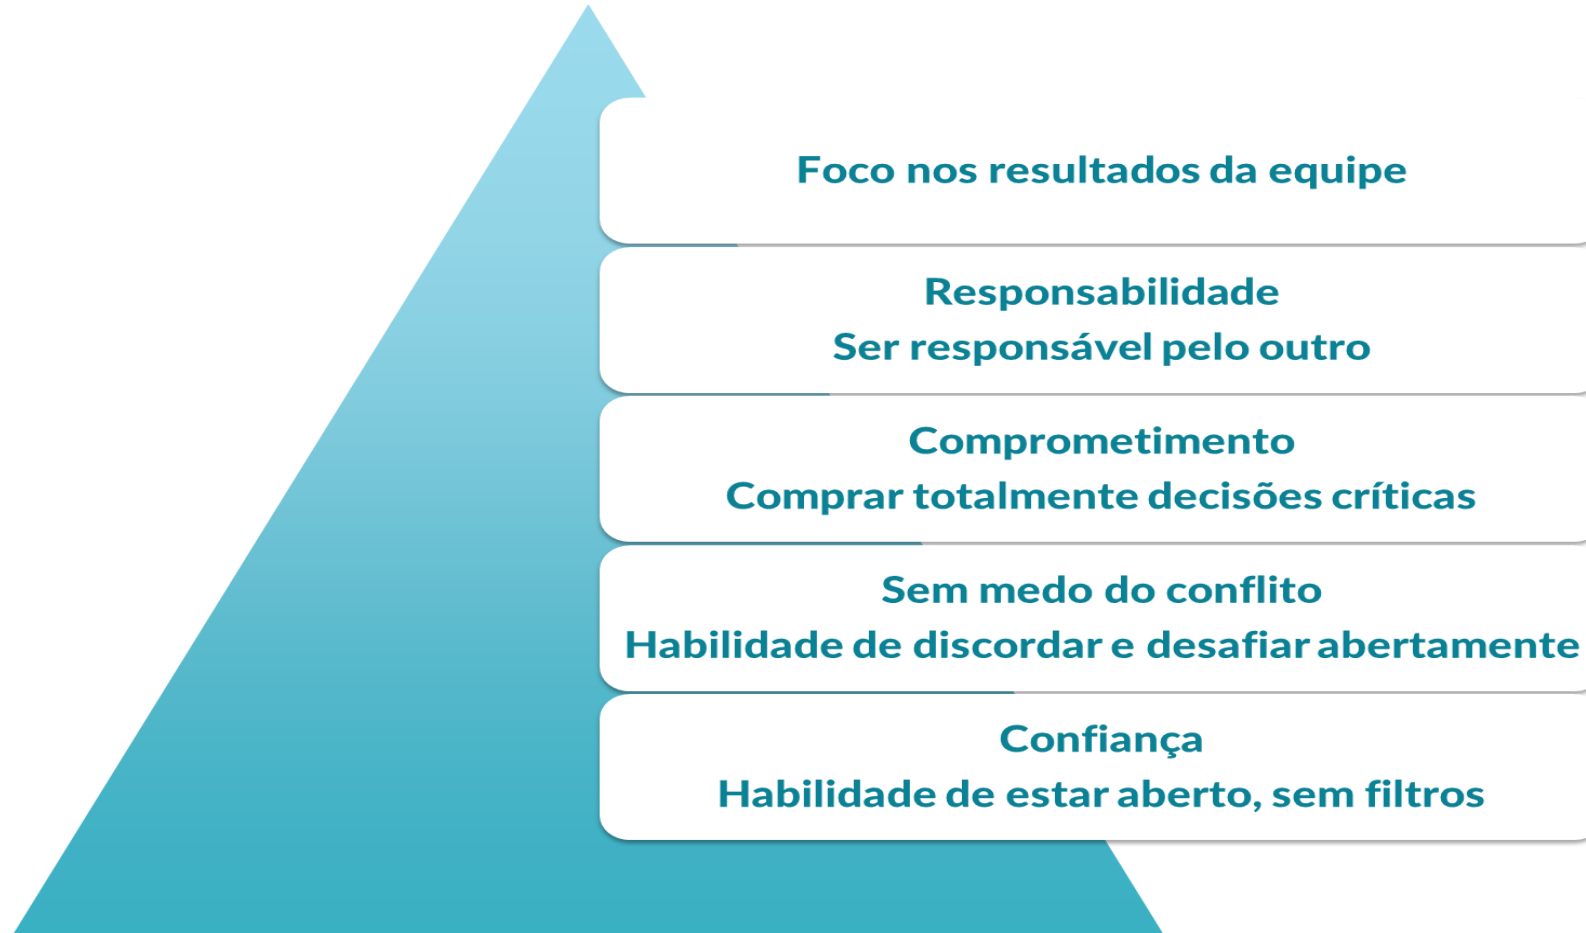 Foco nos resultados da equipe
Responsabilidade
Ser responsável pelo outro
Comprometimento
Comprar totalmente decisões críticas
Sem medo do conflito
Habilidade de discordar e desafiar abertamente
Confiança
Habilidade de estar aberto, sem filtros